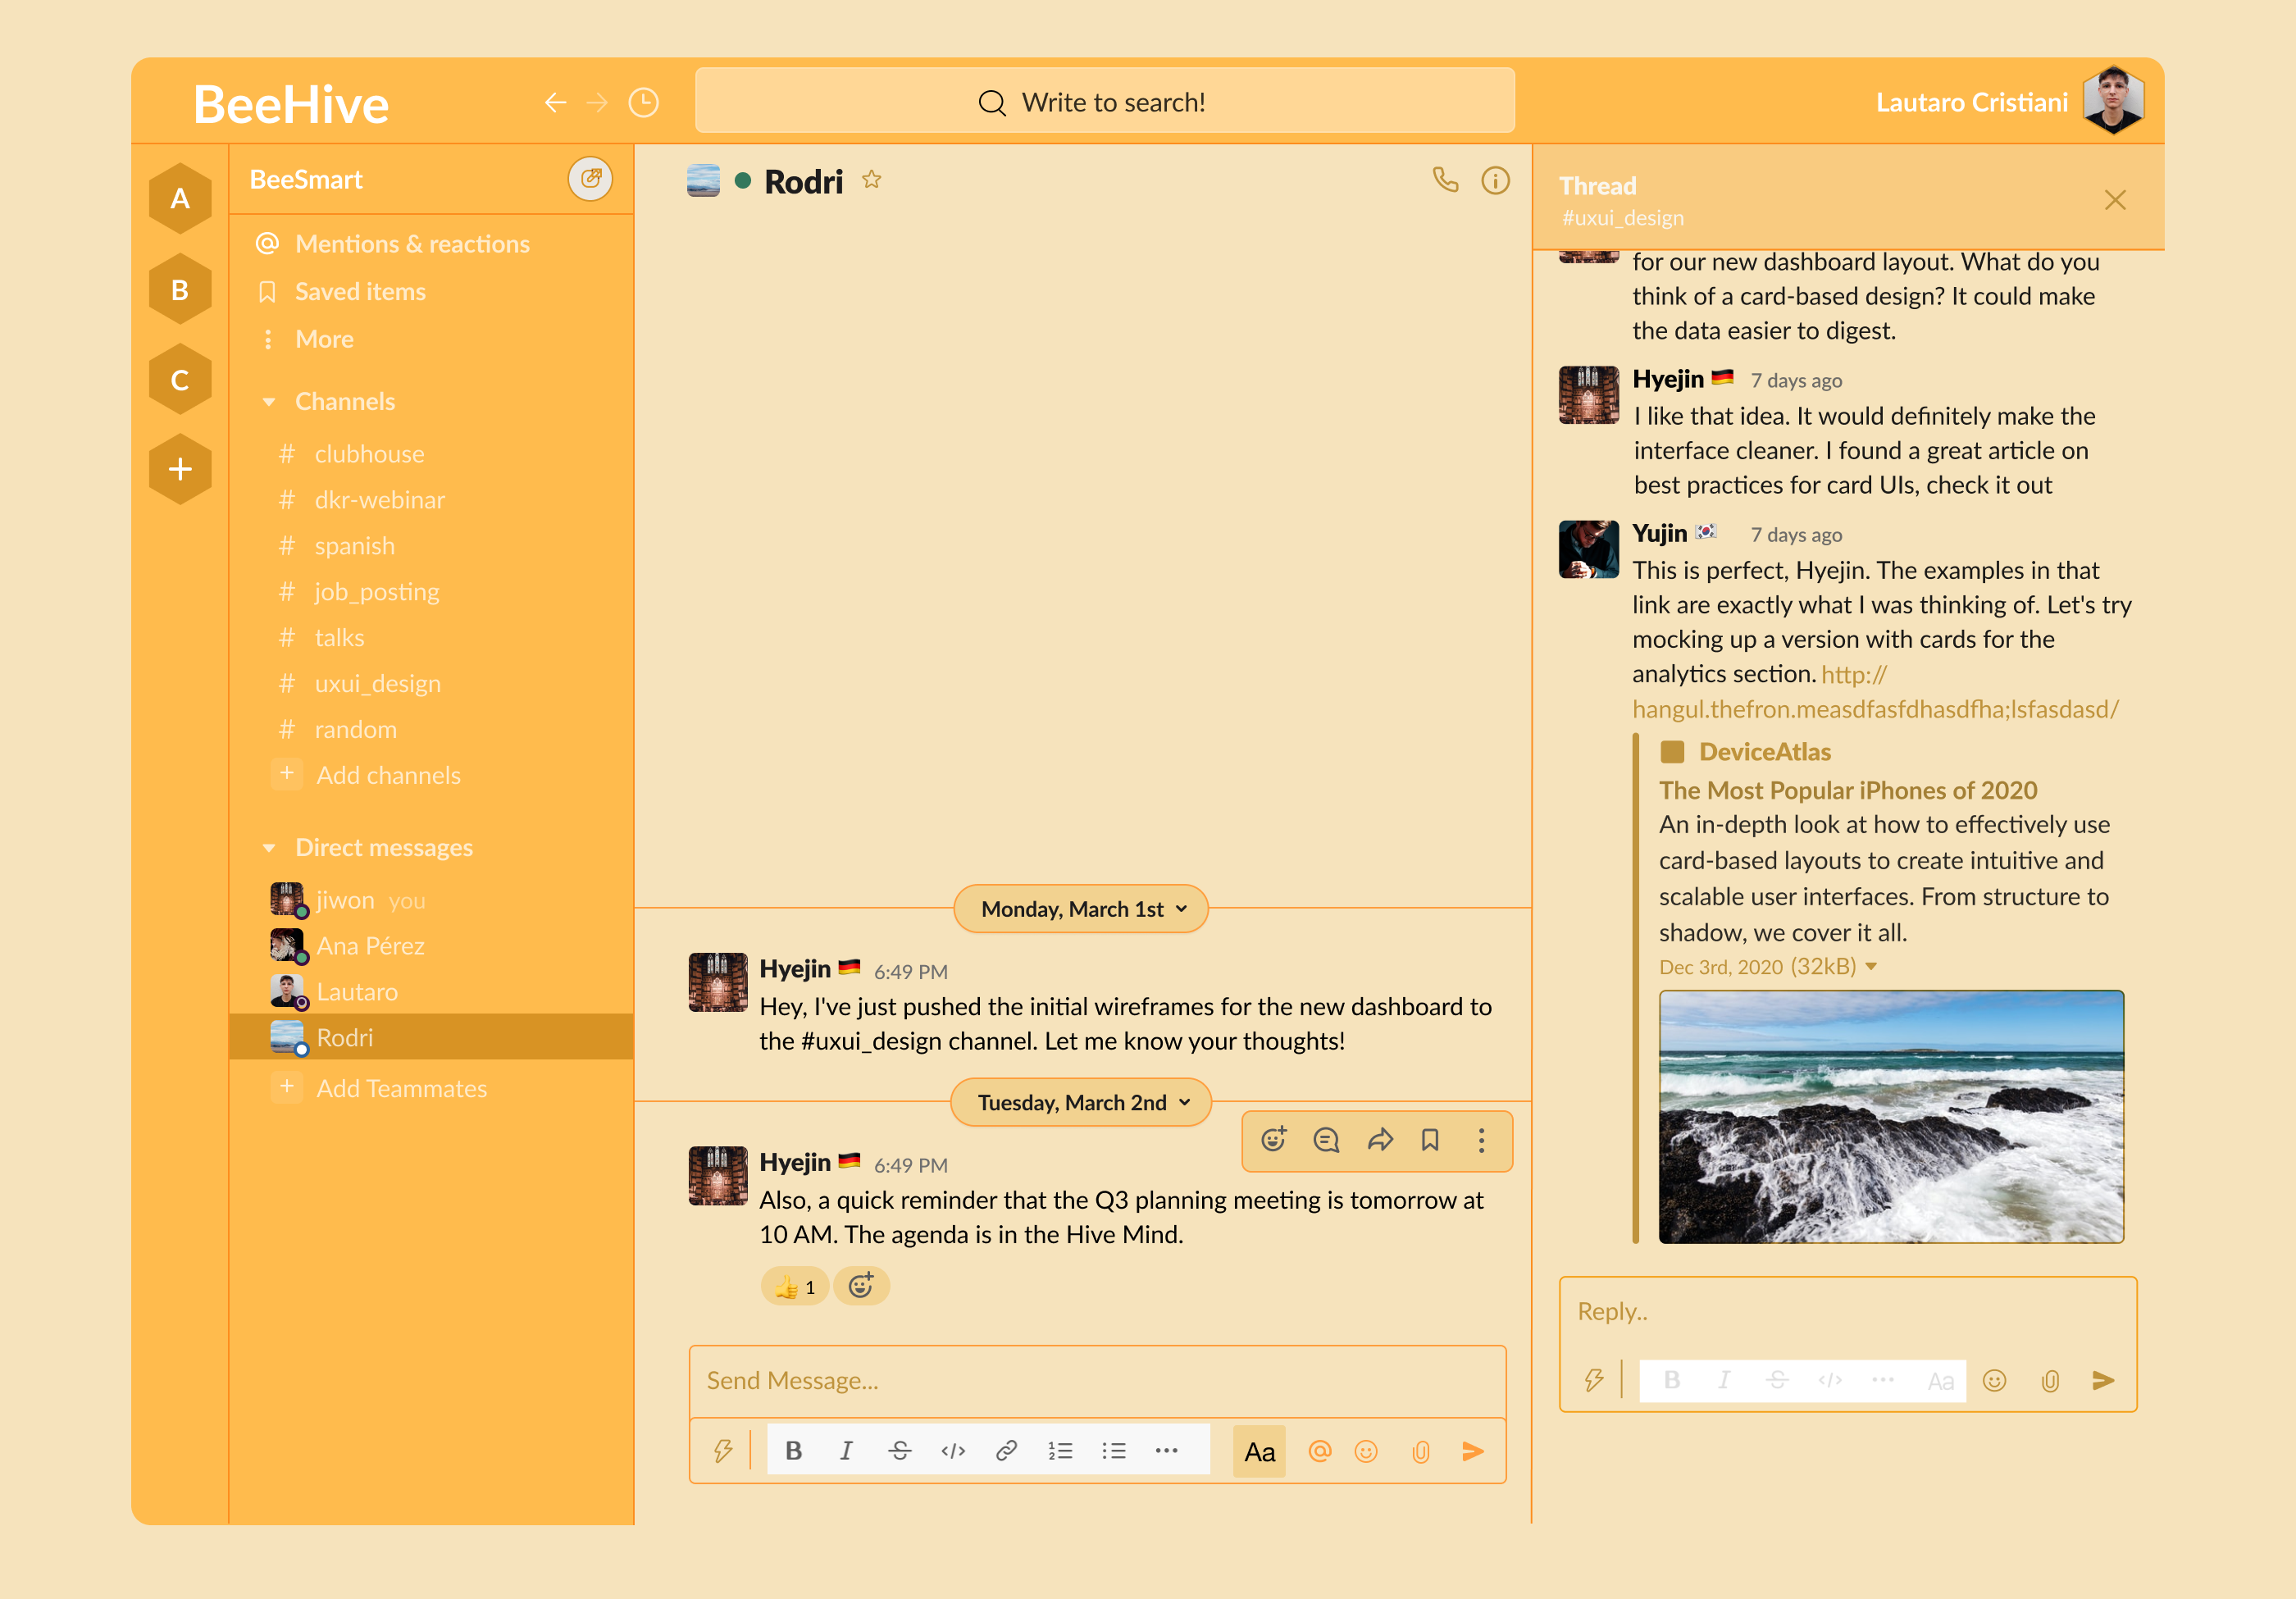 BeeHive
Write to search!
Lautaro Cristiani
A
B
C
BeeSmart
Mentions & reactions
Saved items
More
Channels
# clubhouse
# dkr-webinar
# spanish
# job_posting
# talks
# uxui_design
# random
+ Add channels
Direct messages
jiwon you
Ana Pérez
Lautaro
Rodri
+ Add Teammates
Rodri
Monday, March 1st
Hyejin 🇩🇪 6:49 PM
Hey, I've just pushed the initial wireframes for the new dashboard to
the #uxui_design channel. Let me know your thoughts!
Tuesday, March 2nd
Hyejin 🇩🇪 6:49 PM
Also, a quick reminder that the Q3 planning meeting is tomorrow at
10 AM. The agenda is in the Hive Mind.
👍 1
Send Message...
B I S </> Aa @
Thread
#uxui_design
for our new dashboard layout. What do you
think of a card-based design? It could make
the data easier to digest.
Hyejin 🇩🇪 7 days ago
I like that idea. It would definitely make the
interface cleaner. I found a great article on
best practices for card UIs, check it out
Yujin 🇰🇷 7 days ago
This is perfect, Hyejin. The examples in that
link are exactly what I was thinking of. Let's try
mocking up a version with cards for the
analytics section. http://
hangul.thefron.measdfasfdhasdfha;lsfasdasd/
DeviceAtlas
The Most Popular iPhones of 2020
An in-depth look at how to effectively use
card-based layouts to create intuitive and
scalable user interfaces. From structure to
shadow, we cover it all.
Dec 3rd, 2020 (32kB)
Reply..
B I S </> ... Aa